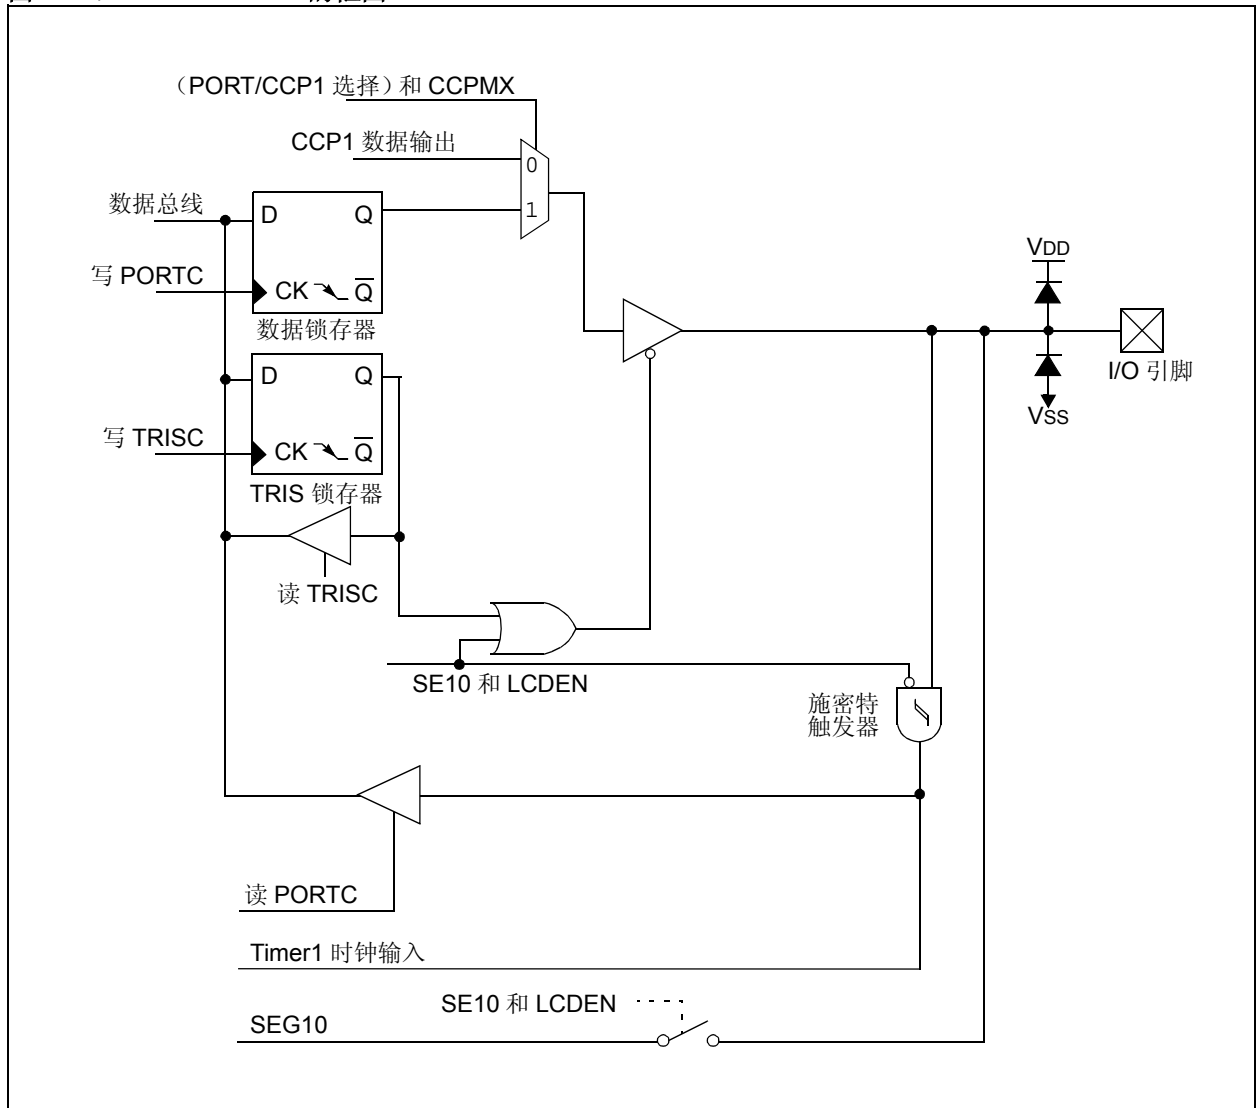 （PORT/CCP1 选择）和 CCPMX
CCP1 数据输出
0
1
数据总线
D
Q
写 PORTC
CK
Q
数据锁存器
D
Q
写 TRISC
CK
Q
TRIS 锁存器
读 TRISC
SE10 和 LCDEN
VDD
I/O 引脚
VSS
施密特
触发器
读 PORTC
Timer1 时钟输入
SE10 和 LCDEN
SEG10